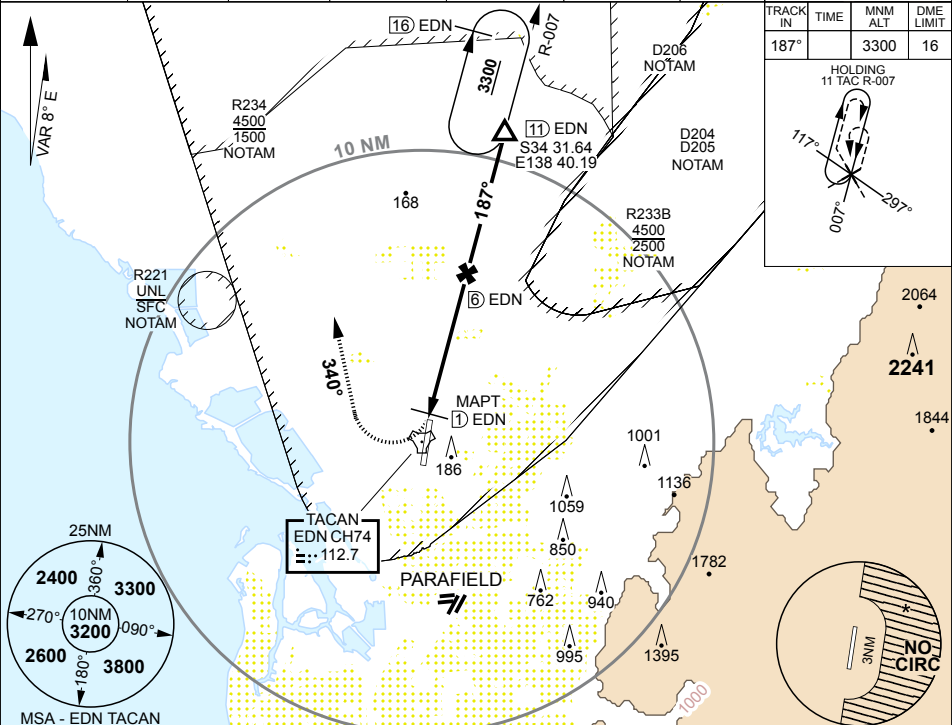 TRACK IN TIME MNM ALT DME LIMIT
187° 3300 16
HOLDING
11 TAC R-007
117°
297°
007°
16 EDN
R-007
3300
VAR 8° E
R234
4500
1500
NOTAM
D206
NOTAM
10 NM
11 EDN
S34 31.64
E138 40.19
D204
D205
NOTAM
187°
168
R233B
4500
2500
NOTAM
R221
UNL
SFC
NOTAM
6 EDN
2064
2241
340°
MAPT
1 EDN
1844
186
1001
1136
1059
TACAN
EDN CH74
112.7
850
1782
PARAFIELD
762
940
995
1395
1000
25NM
2400
360°
3300
270°
10NM
3200
090°
2600
180°
3800
MSA - EDN TACAN
*
3NM
NO
CIRC